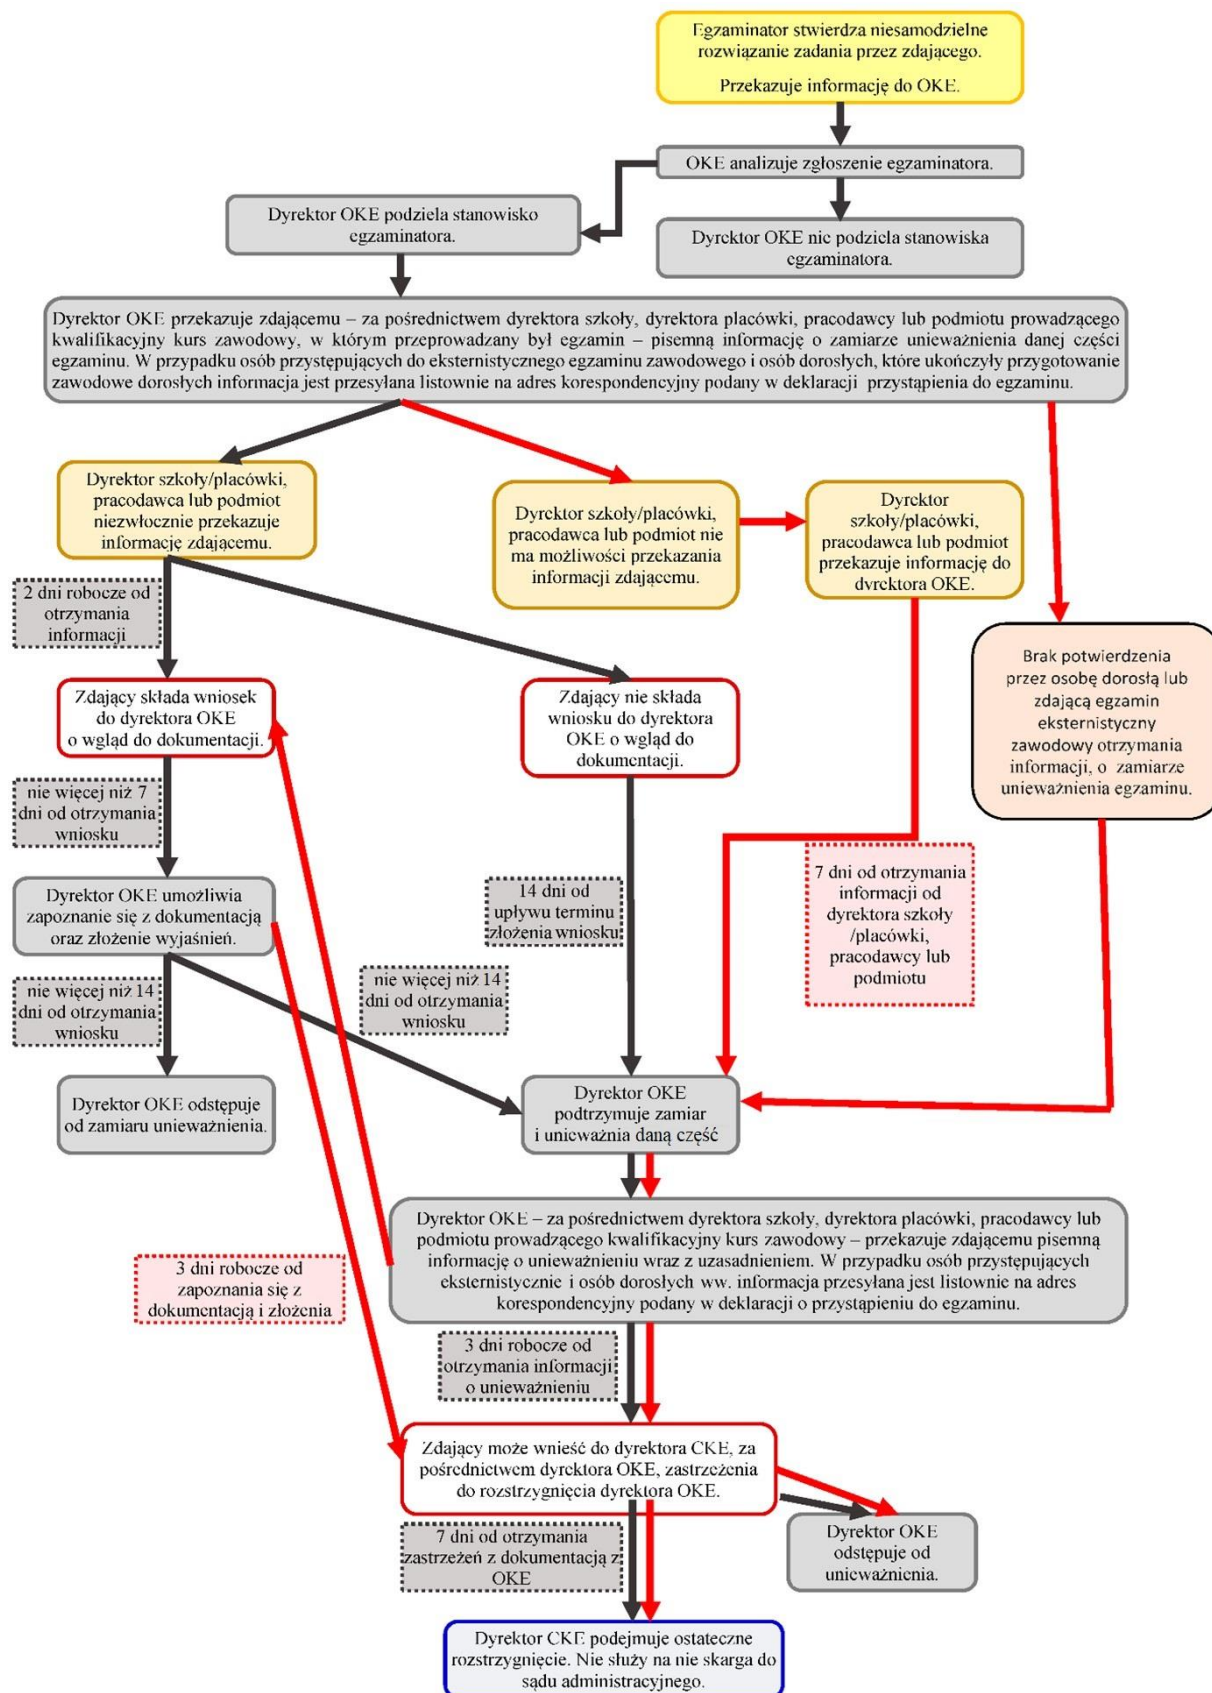 Egzaminator stwierdza niesamodzielne
rozwiązanie zadania przez zdającego.
Przekazuje informację do OKE.
OKE analizuje zgłoszenie egzaminatora.
Dyrektor OKE podziela stanowisko
egzaminatora.
Dyrektor OKE nie podziela stanowiska
egzaminatora.
Dyrektor OKE przekazuje zdającemu – za pośrednictwem dyrektora szkoły, dyrektora placówki, pracodawcy lub podmiotu prowadzącego
kwalifikacyjny kurs zawodowy, w którym przeprowadzany był egzamin – pisemną informację o zamiarze unieważnienia danej części
egzaminu. W przypadku osób przystępujących do eksternistycznego egzaminu zawodowego i osób dorosłych, które ukończyły przygotowanie
zawodowe dorosłych informacja jest przesyłana listownie na adres korespondencyjny podany w deklaracji przystąpienia do egzaminu.
Dyrektor szkoły/placówki,
pracodawca lub podmiot
niezwłocznie przekazuje
informację zdającemu.
Dyrektor szkoły/placówki,
pracodawca lub podmiot nie
ma możliwości przekazania
informacji zdającemu.
Dyrektor
szkoły/placówki,
pracodawca lub podmiot
przekazuje informację do
dyrektora OKE.
2 dni robocze od
otrzymania
informacji
Brak potwierdzenia
przez osobę dorosłą lub
zdającą egzamin
eksternistyczny
zawodowy otrzymania
informacji, o zamiarze
unieważnienia egzaminu.
Zdający składa wniosek
do dyrektora OKE
o wgląd do dokumentacji.
Zdający nie składa
wniosku do dyrektora
OKE o wgląd do
dokumentacji.
nie więcej niż 7
dni od otrzymania
wniosku
Dyrektor OKE umożliwia
zapoznanie się z dokumentacją
oraz złożenie wyjaśnień.
14 dni od
upływu terminu
złożenia wniosku
7 dni od otrzymania
informacji od
dyrektora szkoły
/placówki,
pracodawcy lub
podmiotu
nie więcej niż 14
dni od otrzymania
wniosku
nie więcej niż 14
dni od otrzymania
wniosku
Dyrektor OKE odstępuje
od zamiaru unieważnienia.
Dyrektor OKE
podtrzymuje zamiar
i unieważnia daną część
Dyrektor OKE – za pośrednictwem dyrektora szkoły, dyrektora placówki, pracodawcy lub
podmiotu prowadzącego kwalifikacyjny kurs zawodowy – przekazuje zdającemu pisemną
informację o unieważnieniu wraz z uzasadnieniem. W przypadku osób przystępujących
eksternistycznie i osób dorosłych ww. informacja przesyłana jest listownie na adres
korespondencyjny podany w deklaracji o przystąpieniu do egzaminu.
3 dni robocze od
zapoznania się z
dokumentacją i złożenia
3 dni robocze od
otrzymania informacji
o unieważnieniu
Zdający może wnieść do dyrektora CKE, za
pośrednictwem dyrektora OKE, zastrzeżenia
do rozstrzygnięcia dyrektora OKE.
7 dni od otrzymania
zastrzeżeń z dokumentacją z
OKE
Dyrektor OKE
odstępuje od
unieważnienia.
Dyrektor CKE podejmuje ostateczne
rozstrzygnięcie. Nie służy na nie skarga do
sądu administracyjnego.